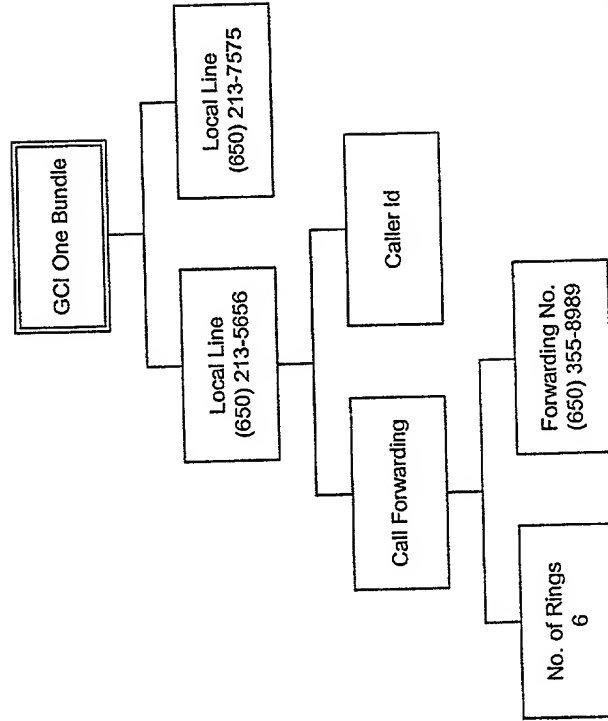 GCI One Bundle
Local Line
(650) 213-5656
Local Line
(650) 213-7575
Call Forwarding
Caller Id
No. of Rings
6
Forwarding No.
(650) 355-8989